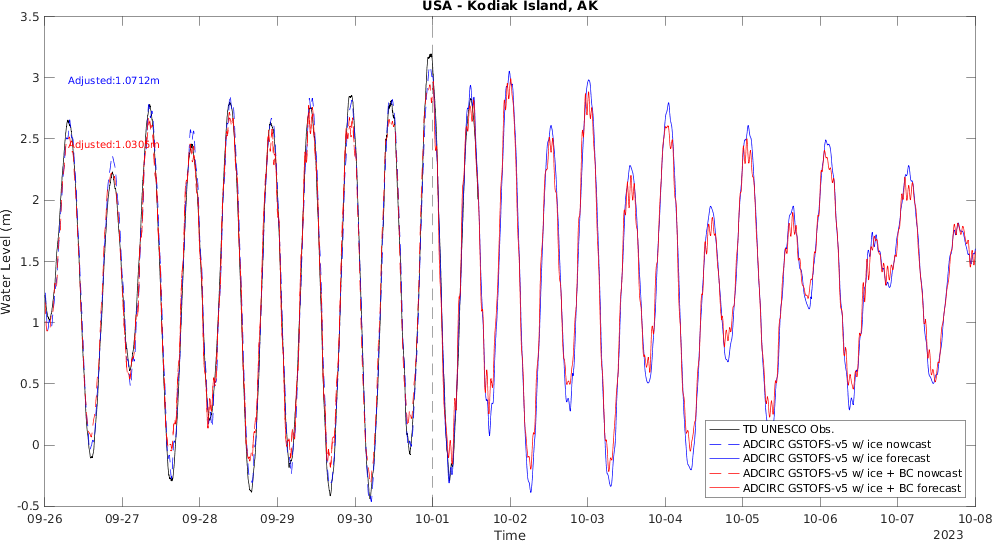 USA - Kodiak Island, AK
3.5
3
2.5
2
1.5
1
0.5
0
-0.5
Water Level (m)
Adjusted:1.0712m
Adjusted:1.0305m
TD UNESCO Obs.
ADCIRC GSTOFS-v5 w/ ice nowcast
ADCIRC GSTOFS-v5 w/ ice forecast
ADCIRC GSTOFS-v5 w/ ice + BC nowcast
ADCIRC GSTOFS-v5 w/ ice + BC forecast
09-26 09-27 09-28 09-29 09-30 10-01 10-02 10-03 10-04 10-05 10-06 10-07 10-08
Time
2023